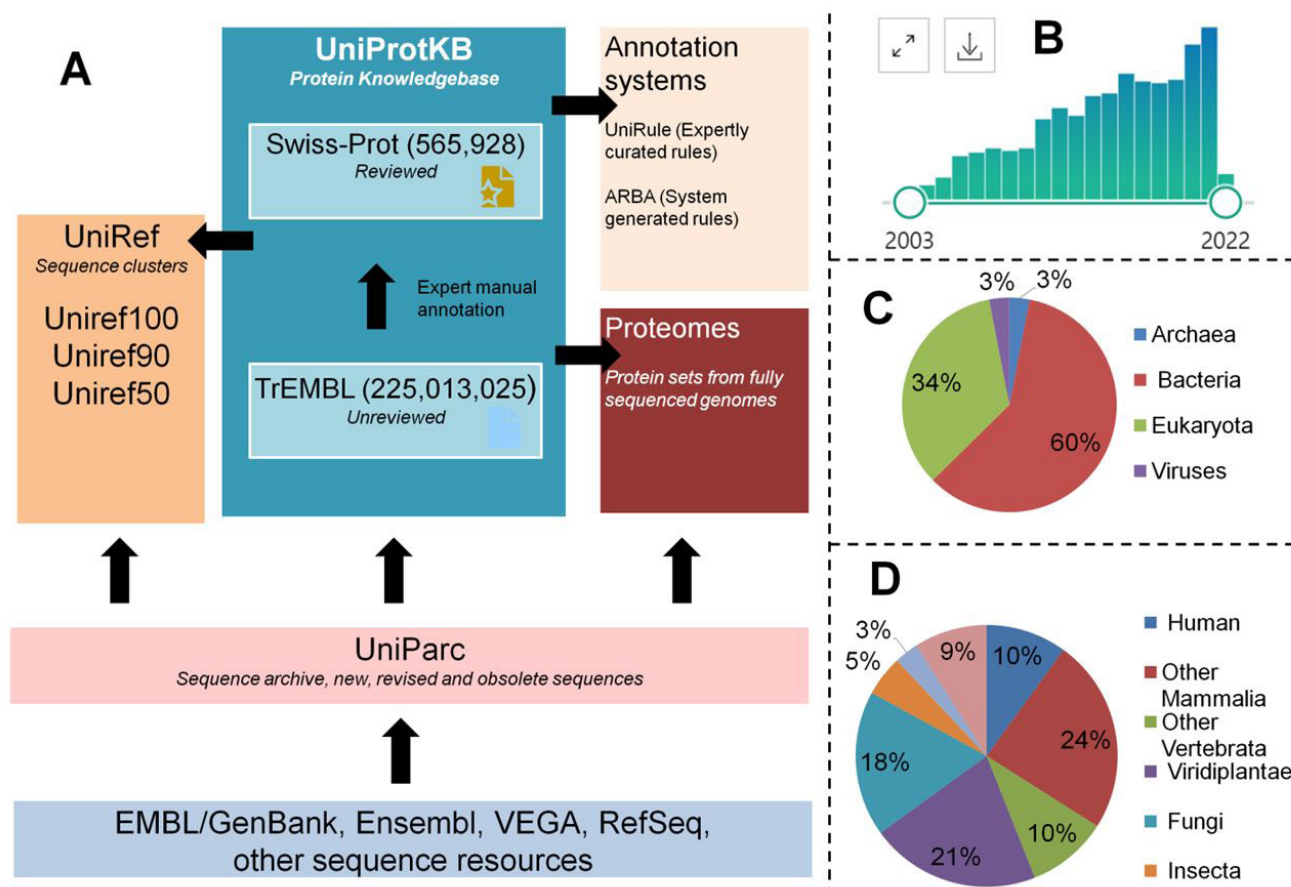 A
UniProtKB
Protein Knowledgebase
Swiss-Prot (565,928)
Reviewed
Expert manual
annotation
TrEMBL (225,013,025)
Unreviewed
UniRef
Sequence clusters
Uniref100
Uniref90
Uniref50
Annotation
systems
UniRule (Expertly
curated rules)
ARBA (System
generated rules)
Proteomes
Protein sets from fully
sequenced genomes
UniParc
Sequence archive, new, revised and obsolete sequences
EMBL/GenBank, Ensembl, VEGA, RefSeq,
other sequence resources
B
2003
2022
C
3%
3%
34%
60%
Archaea
Bacteria
Eukaryota
Viruses
D
3%
5%
9%
10%
18%
24%
21%
10%
Human
Other
Mammalia
Other
Vertebrata
Viridiplantae
Fungi
Insecta